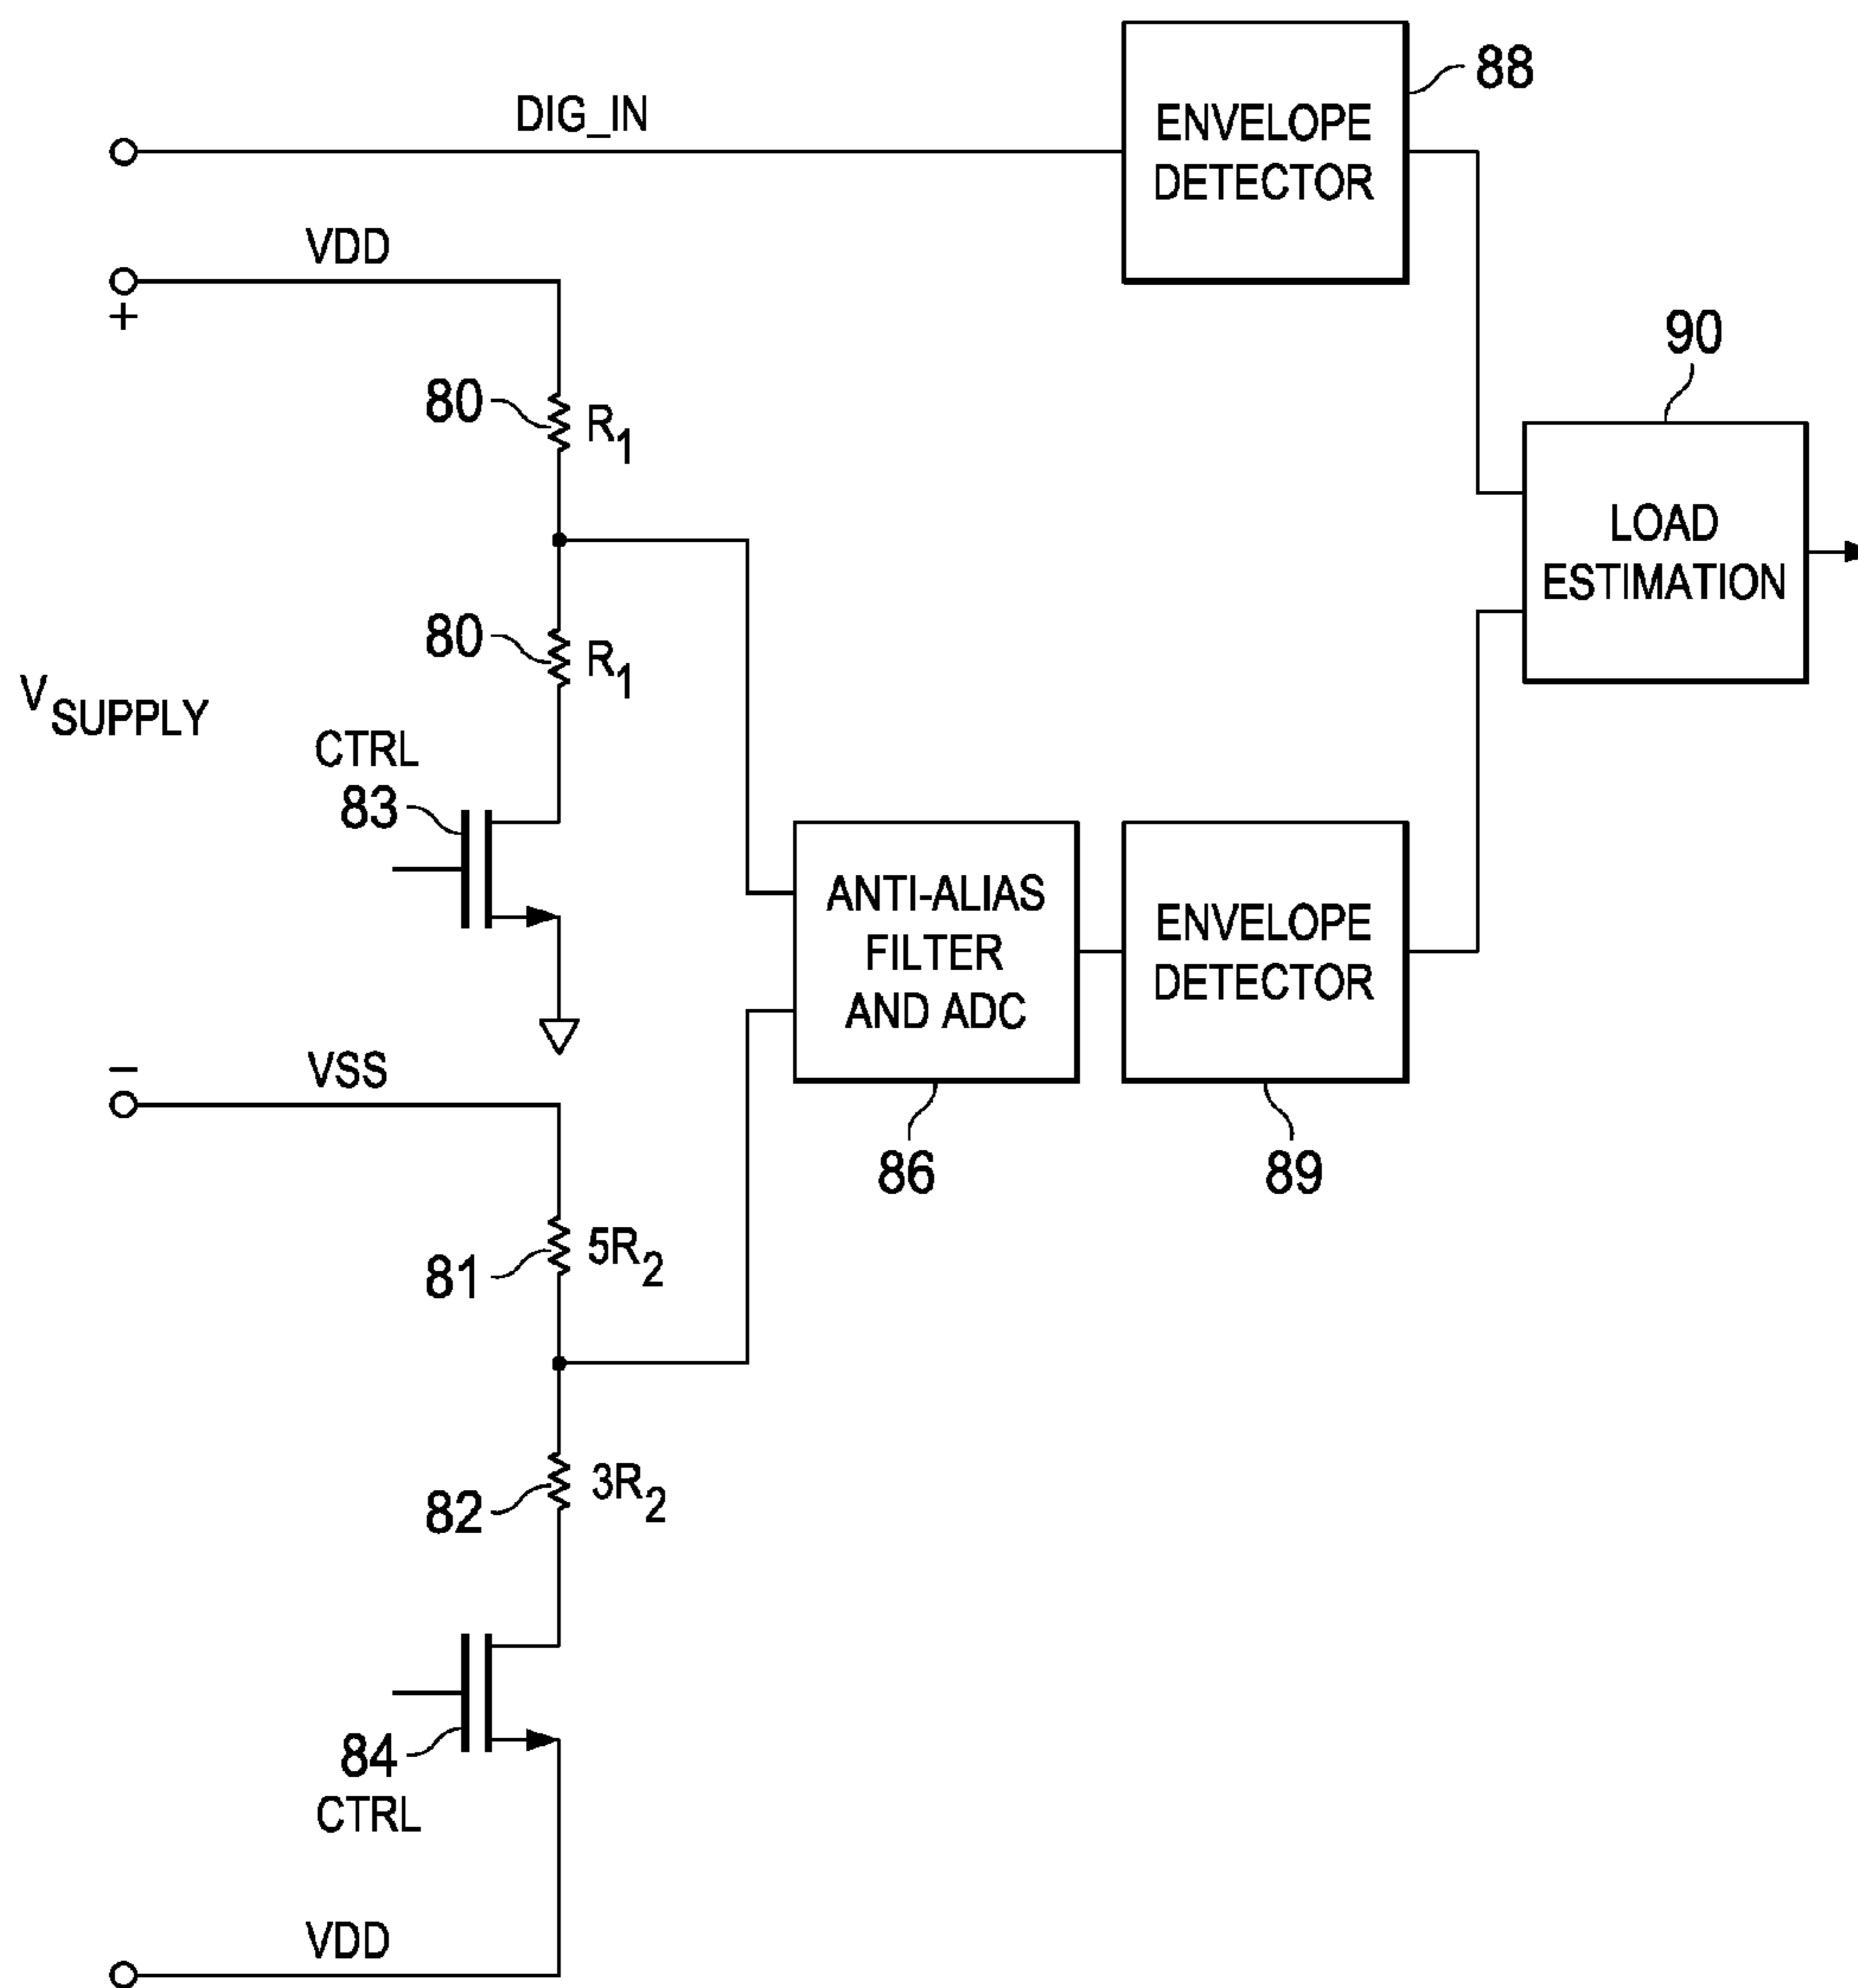 DIG_IN
ENVELOPE
DETECTOR
88
VDD
+
80
R1
90
LOAD
ESTIMATION
80
R1
VSUPPLY
CTRL
83
ANTI-ALIAS
FILTER
AND ADC
86
ENVELOPE
DETECTOR
89
−
VSS
81
5R2
82
3R2
84
CTRL
VDD